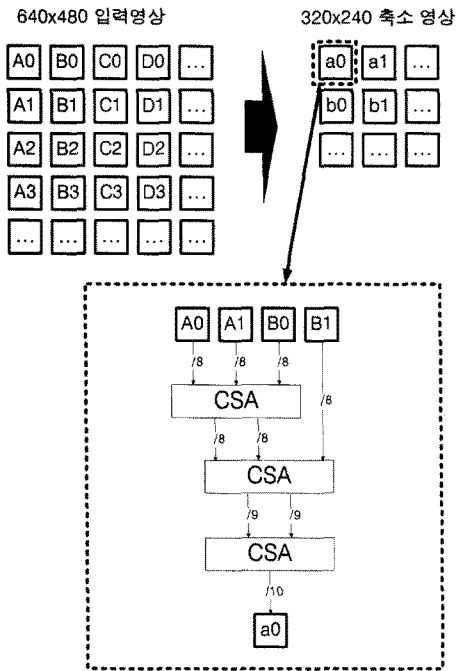 640x480 입력영상
320x240 축소 영상
A0 B0 C0 D0 ...
A1 B1 C1 D1 ...
A2 B2 C2 D2 ...
A3 B3 C3 D3 ...
... ... ... ... ...
a0 a1 ...
b0 b1 ...
... ... ...
A0 A1 B0 B1
/8 /8 /8
/8
CSA
/8 /8
CSA
/9 /9
CSA
/10
a0